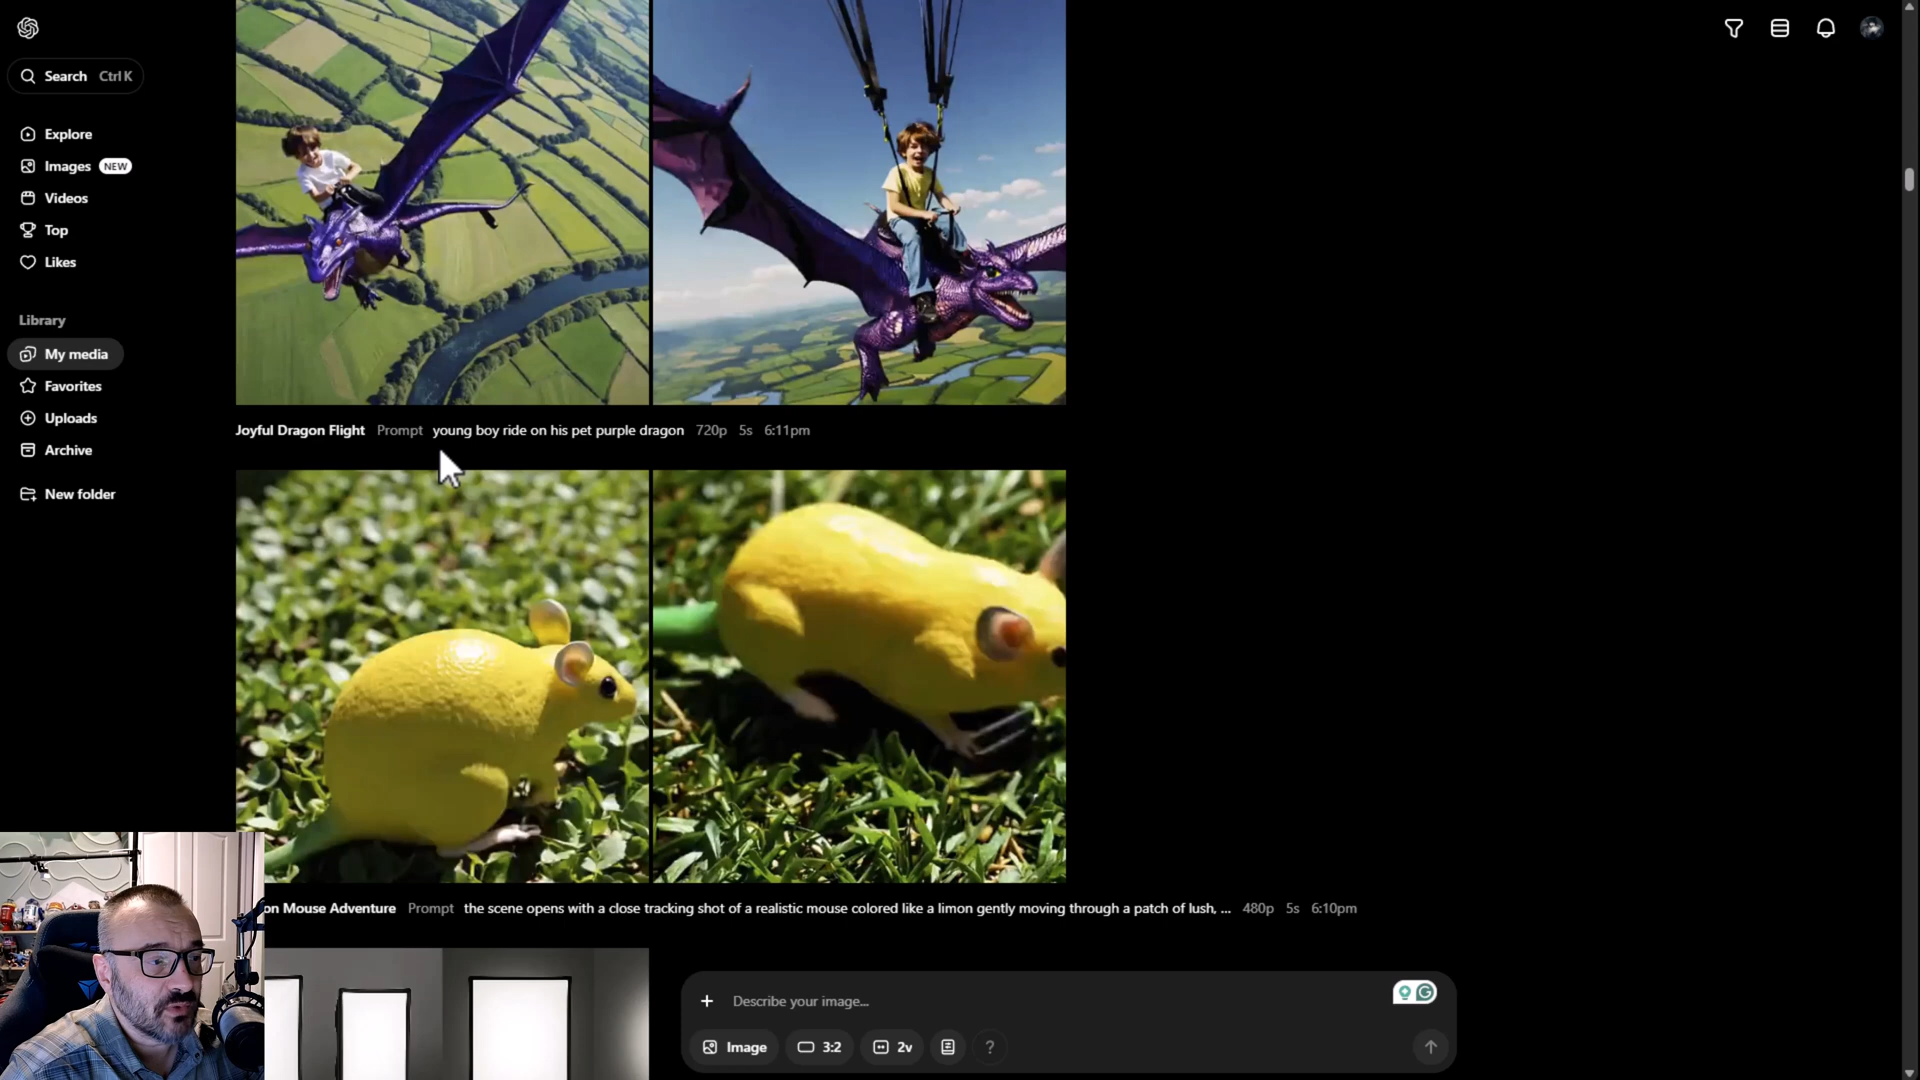 Search Ctrl K
Explore
Images NEW
Videos
Top
Likes
Library
My media
Favorites
Uploads
Archive
New folder
Joyful Dragon Flight Prompt young boy ride on his pet purple dragon 720p 5s 6:11pm
on Mouse Adventure Prompt the scene opens with a close tracking shot of a realistic mouse colored like a limon gently moving through a patch of lush, ... 480p 5s 6:10pm
Describe your image...
Image 3:2 2v ?